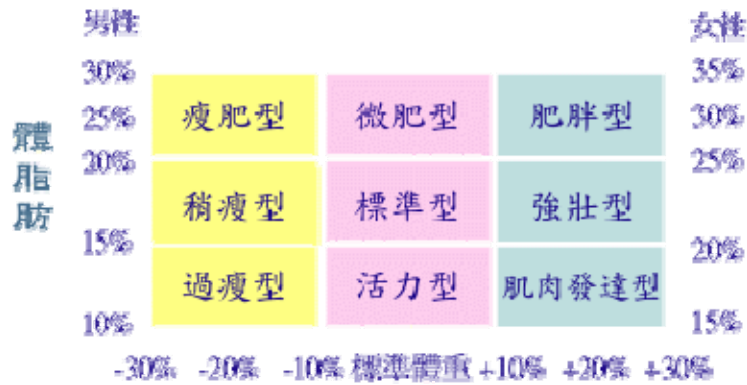 男性 女性
30% 35%
瘦肥型 微肥型 肥胖型
25% 30%
20% 25%
體脂肪
稍瘦型 標準型 強壯型
15% 20%
過瘦型 活力型 肌肉發達型
10% 15%
-30% -20% -10% 標準體重 +10% +20% +30%